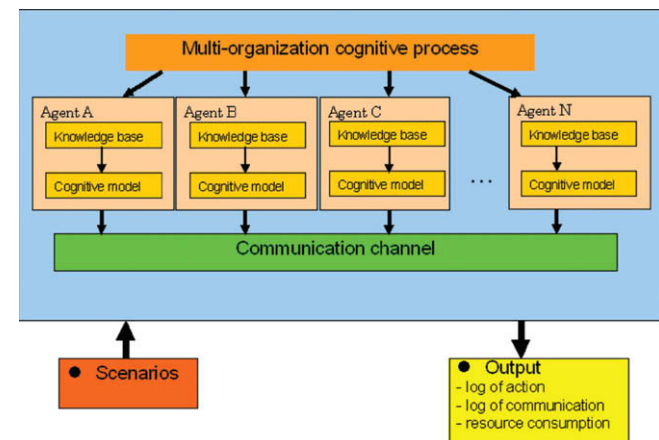 Multi-organization cognitive process
Agent A
Knowledge base
Cognitive model
Agent B
Knowledge base
Cognitive model
Agent C
Knowledge base
Cognitive model
...
Agent N
Knowledge base
Cognitive model
Communication channel
● Scenarios
● Output
- log of action
- log of communication
- resource consumption